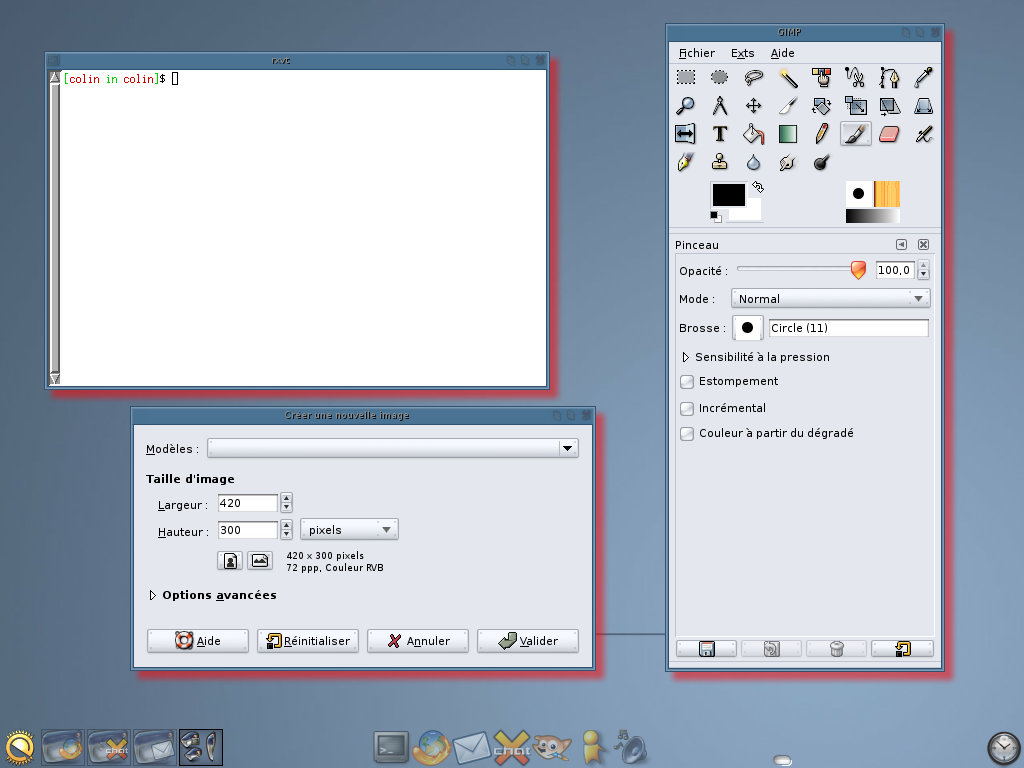 rxvt
[colin in colin]$
GIMP
Fichier Exts Aide
Pinceau
Opacité : 100,0
Mode : Normal
Brosse : Circle (11)
Sensibilité à la pression
Estompement
Incrémental
Couleur à partir du dégradé
Créer une nouvelle image
Modèles :
Taille d'image
Largeur : 420
Hauteur : 300 pixels
420 x 300 pixels
72 ppp, Couleur RVB
Options avancées
Aide Réinitialiser Annuler Valider
chat
chat